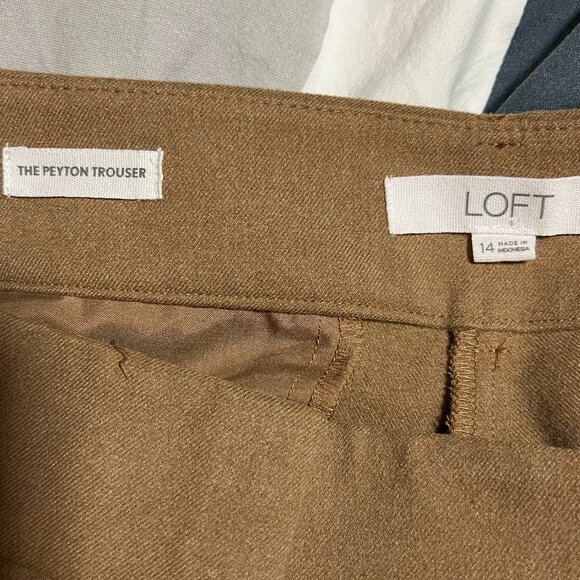 THE PEYTON TROUSER
LOFT
14 MADE IN
INDONESIA